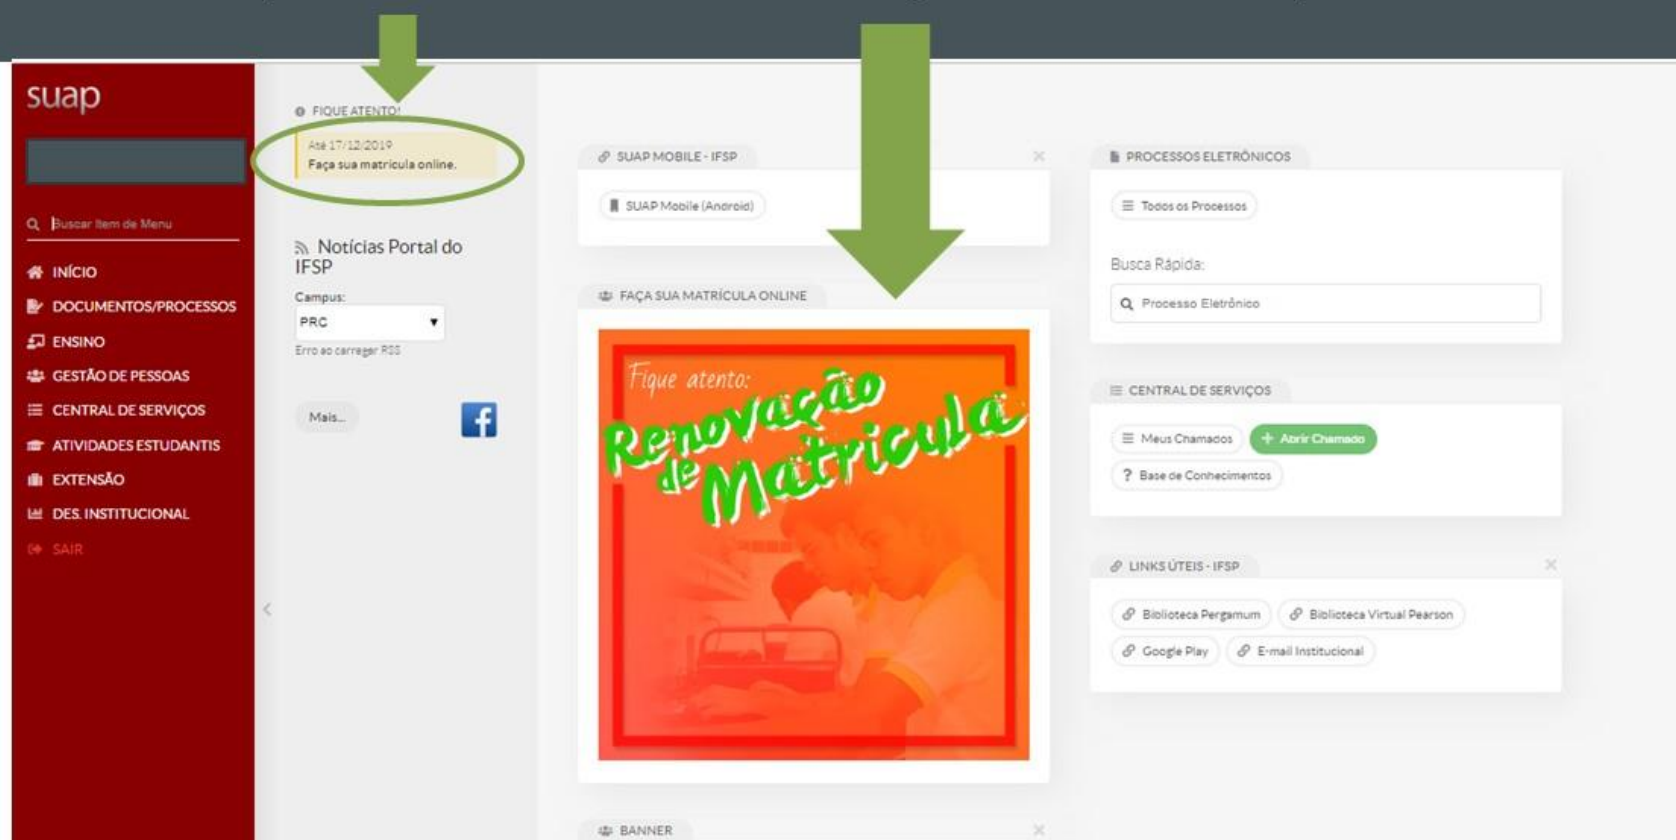 suap
Buscar Item de Menu
INÍCIO
DOCUMENTOS/PROCESSOS
ENSINO
GESTÃO DE PESSOAS
CENTRAL DE SERVIÇOS
ATIVIDADES ESTUDANTIS
EXTENSÃO
DES. INSTITUCIONAL
SAIR
FIQUE ATENTO!
Até 17/12/2019
Faça sua matrícula online.
Notícias Portal do
IFSP
Campus:
PRC
Erro ao carregar RSS
Mais...
SUAP MOBILE - IFSP
SUAP Mobile (Android)
FAÇA SUA MATRÍCULA ONLINE
Fique atento:
Renovação
de Matricula
BANNER
PROCESSOS ELETRÔNICOS
Todos os Processos
Busca Rápida:
Processo Eletrônico
CENTRAL DE SERVIÇOS
Meus Chamados + Abrir Chamado
? Base de Conhecimentos
LINKS ÚTEIS - IFSP
Biblioteca Pergamum Biblioteca Virtual Pearson
Google Play E-mail Institucional